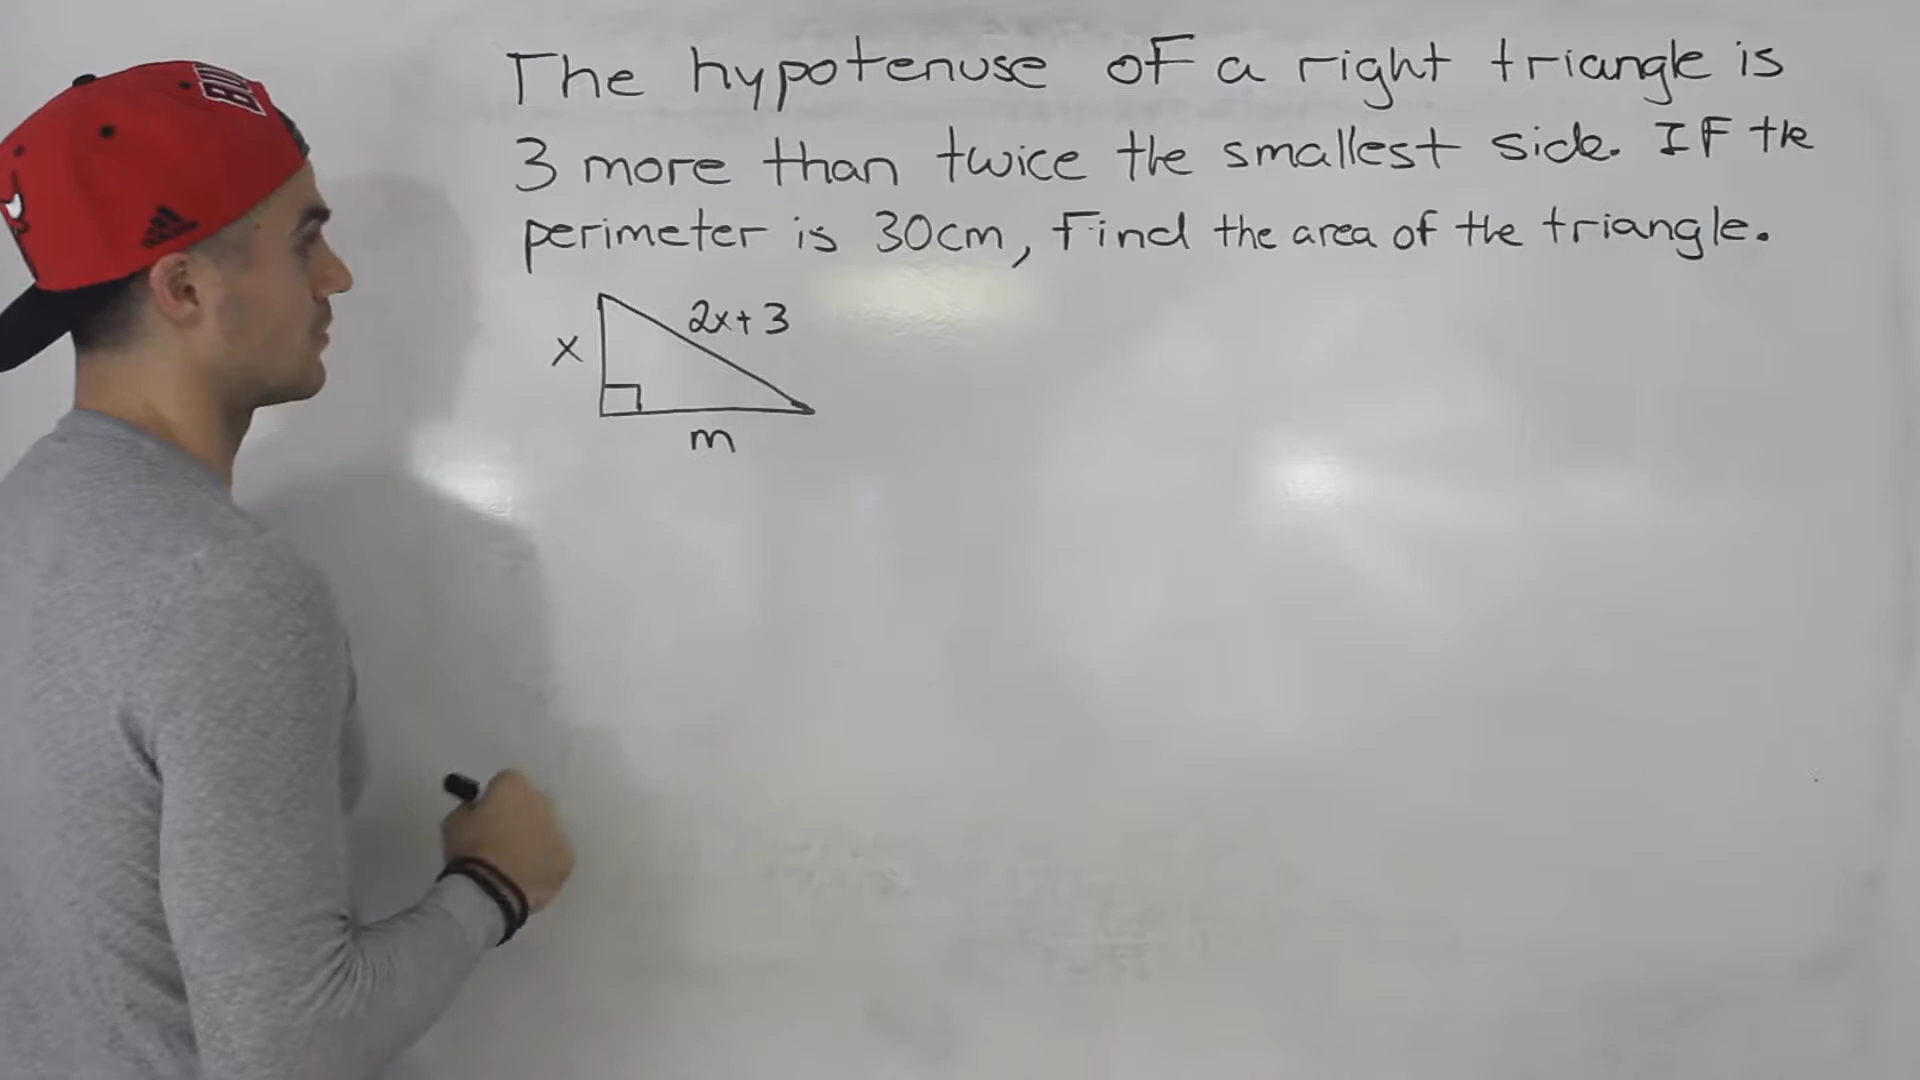 The hypotenuse of a right triangle is
3 more than twice the smallest side. IF the
perimeter is 30cm, Find the area of the triangle.
2x+3
x
m